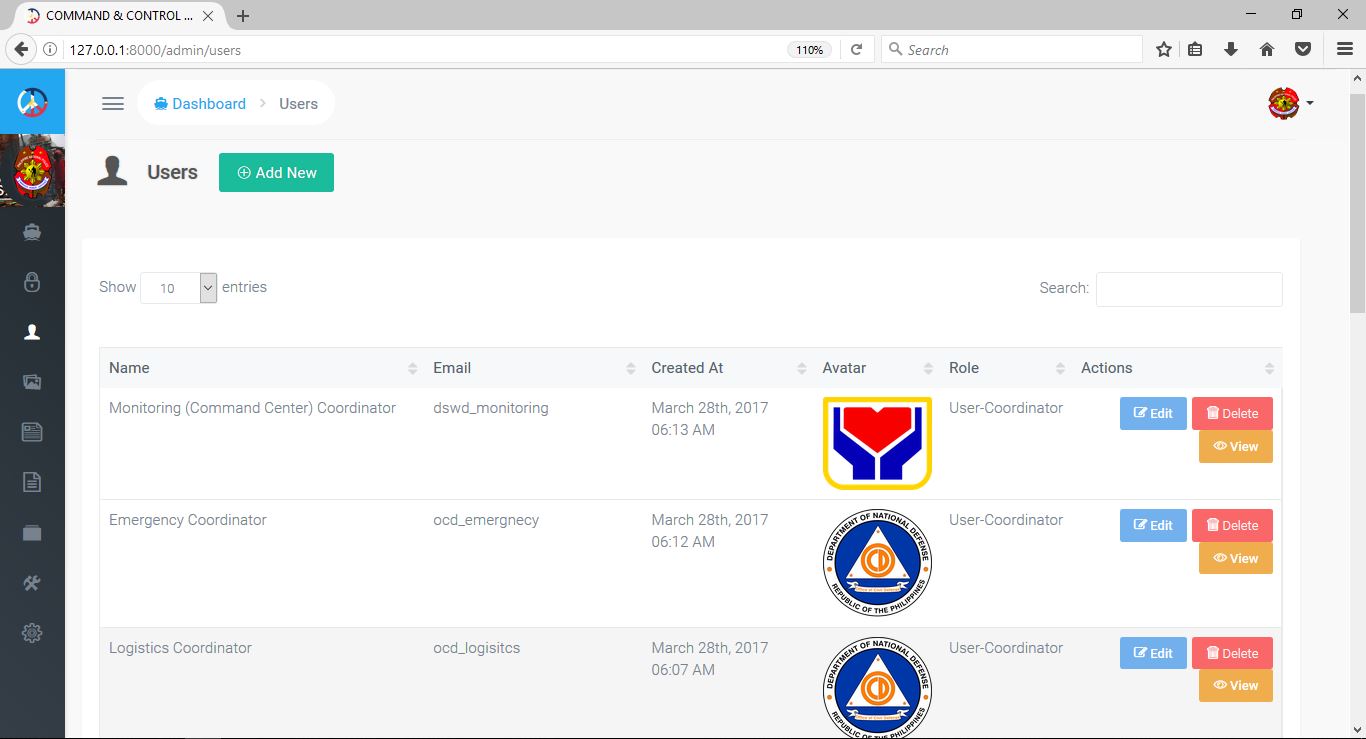 COMMAND & CONTROL ...
127.0.0.1:8000/admin/users
110%
Search
Dashboard
Users
S.
Users
Add New
Show 10 entries
Search:
Name Email Created At Avatar Role Actions
Monitoring (Command Center) Coordinator dswd_monitoring March 28th, 2017 User-Coordinator Edit Delete
06:13 AM View
Emergency Coordinator ocd_emergnecy March 28th, 2017 User-Coordinator Edit Delete
06:12 AM View
DEPARTMENT OF NATIONAL DEFENSE
CD
REPUBLIC OF THE PHILIPPINES
Logistics Coordinator ocd_logisitcs March 28th, 2017 User-Coordinator Edit Delete
06:07 AM View
DEPARTMENT OF NATIONAL DEFENSE
CD